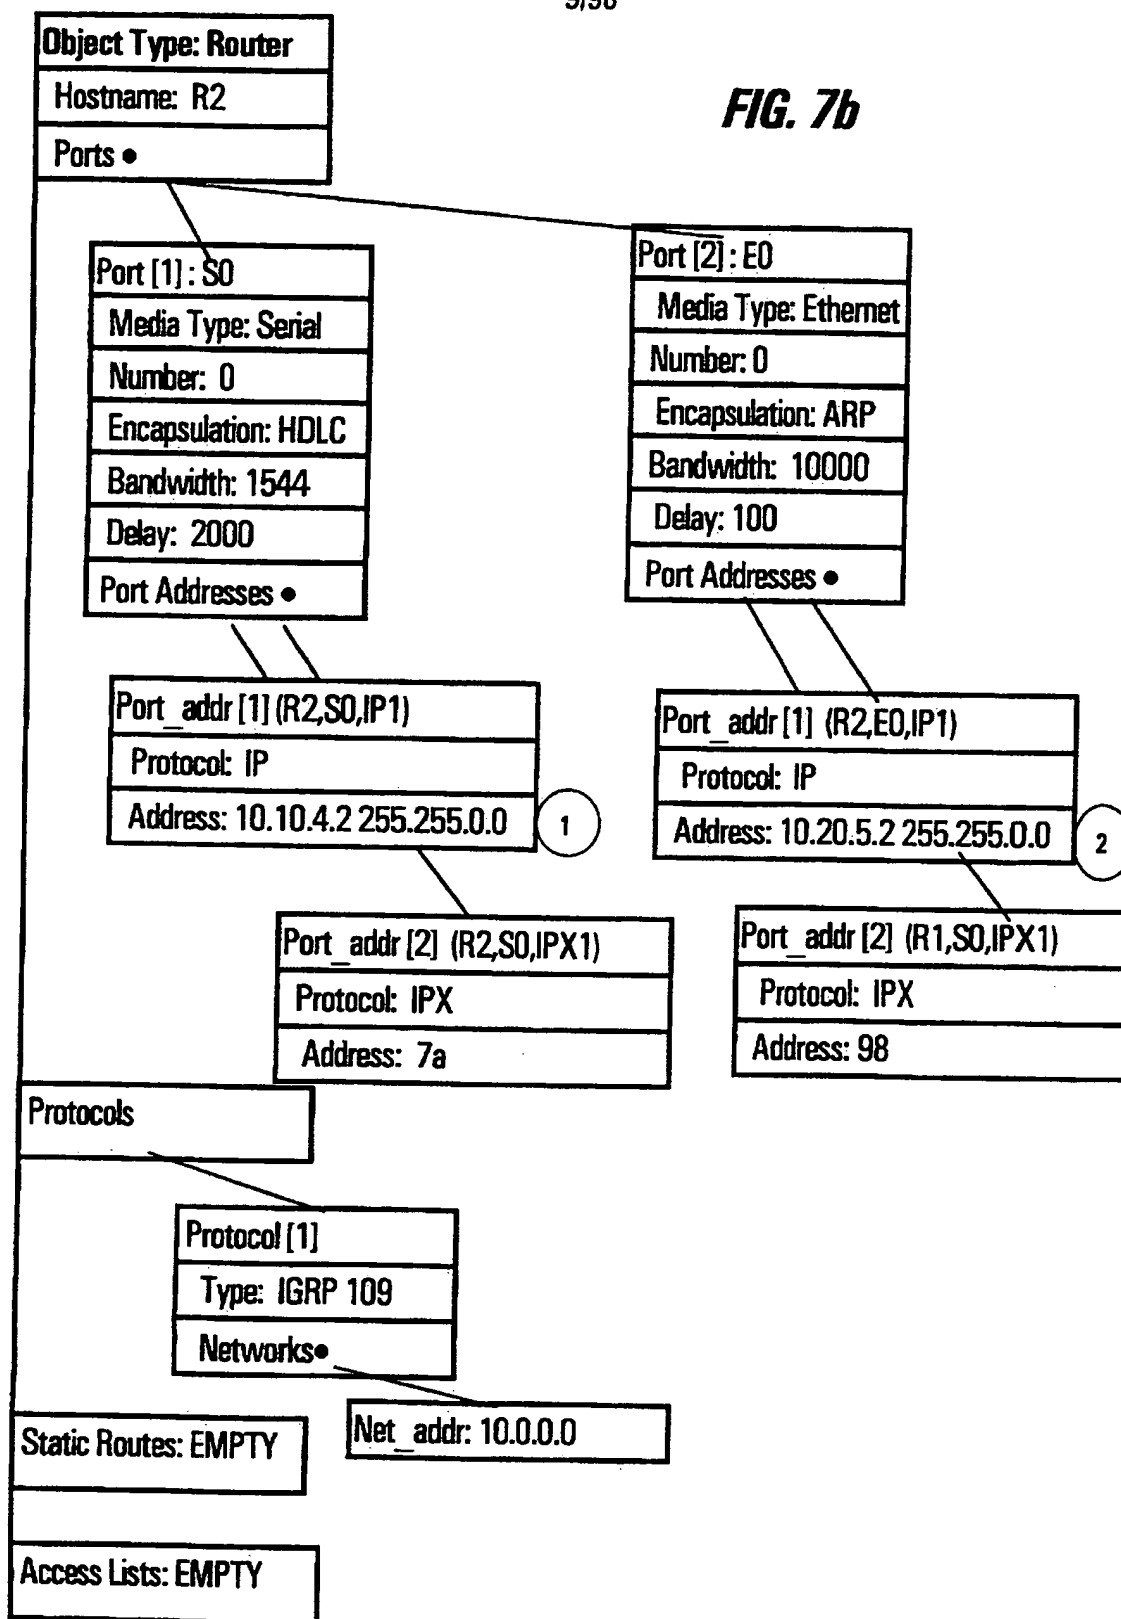 Object Type: Router
Hostname: R2
Ports •
FIG. 7b
Port [1] : S0
Media Type: Serial
Number: 0
Encapsulation: HDLC
Bandwidth: 1544
Delay: 2000
Port Addresses •
Port [2] : E0
Media Type: Ethernet
Number: 0
Encapsulation: ARP
Bandwidth: 10000
Delay: 100
Port Addresses •
Port_addr [1] (R2,S0,IP1)
Protocol: IP
Address: 10.10.4.2 255.255.0.0
1
Port_addr [1] (R2,E0,IP1)
Protocol: IP
Address: 10.20.5.2 255.255.0.0
2
Port_addr [2] (R2,S0,IPX1)
Protocol: IPX
Address: 7a
Port_addr [2] (R1,S0,IPX1)
Protocol: IPX
Address: 98
Protocols
Protocol [1]
Type: IGRP 109
Networks•
Net_addr: 10.0.0.0
Static Routes: EMPTY
Access Lists: EMPTY